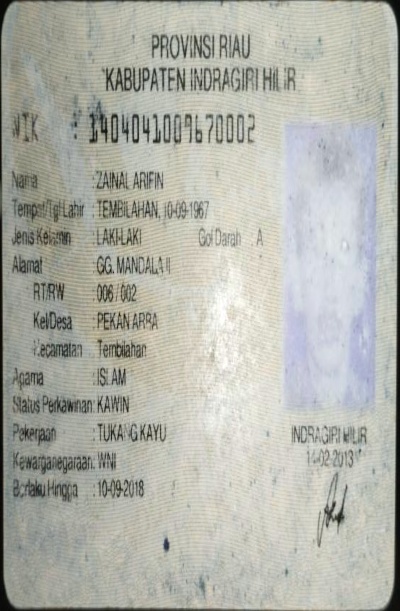 PROVINSI RIAU
KABUPATEN INDRAGIRI HILIR
NIK : 1404041009670002
Nama : ZAINAL ARIFIN
Tempat/Tgl Lahir : TEMBILAHAN, 10-09-1967
Jenis Kelamin : LAKI-LAKI Gol Darah A
Alamat : GG. MANDALA II
RT/RW : 006 / 002
Kel/Desa : PEKAN ARBA
Kecamatan : Tembilahan
Agama : ISLAM
Status Perkawinan: KAWIN
Pekerjaan : TUKANG KAYU
Kewarganegaraan: WNI
Berlaku Hingga : 10-09-2018
INDRAGIRI HILIR
14-02-2013